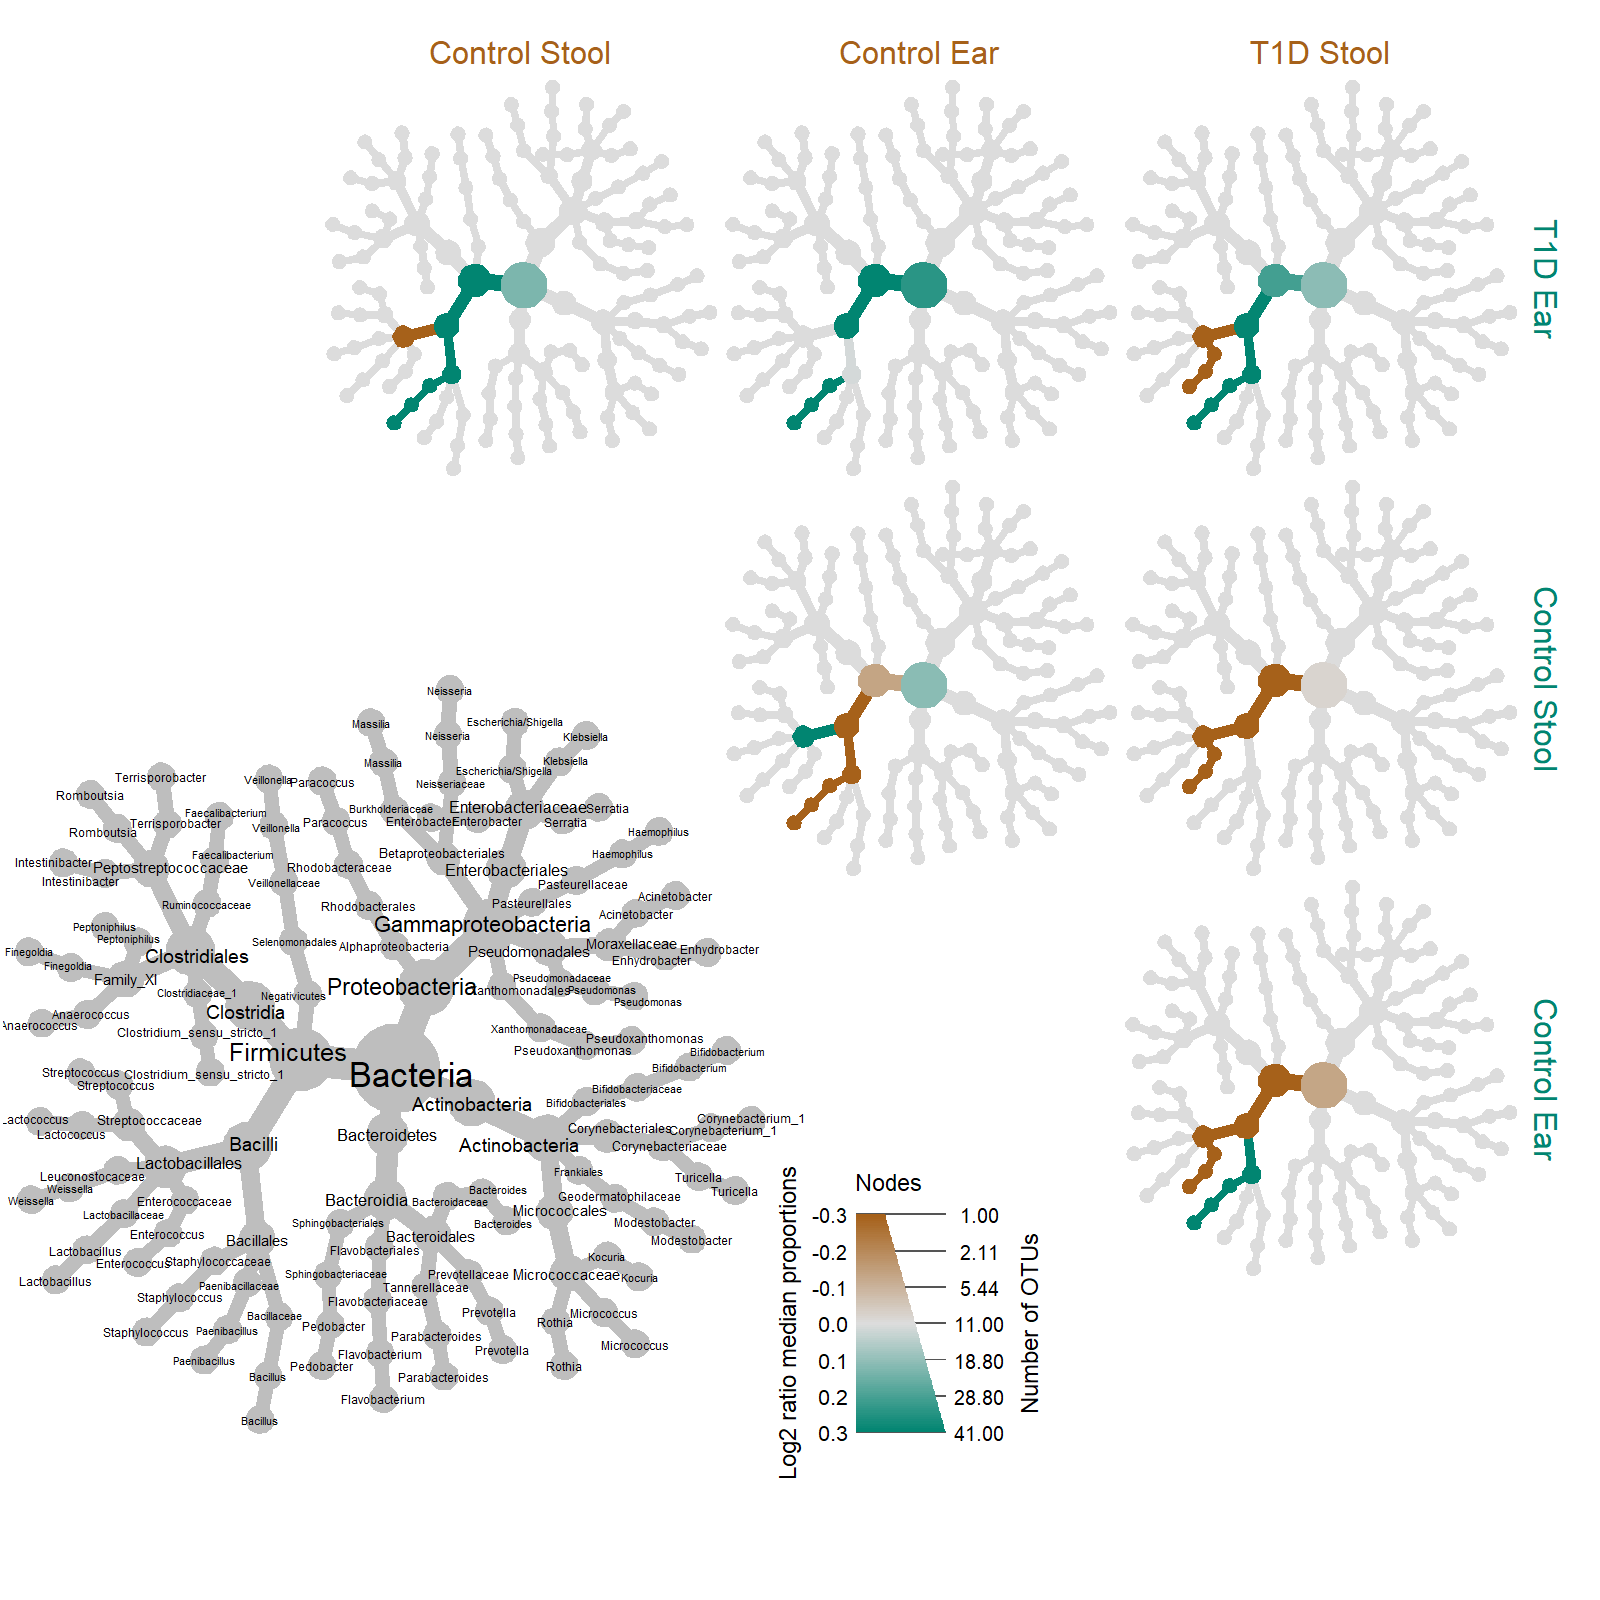 Control Stool
Control Ear
T1D Stool
T1D Ear
Control Stool
Control Ear
Neisseria
Massilia
Escherichia/Shigella
Neisseria
Klebsiella
Massilia
Klebsiella
Escherichia/Shigella
Terrisporobacter
Veillonella
Paracoccus
Neisseriaceae
Romboutsia
Faecalibacterium
Burkholderiaceae
Enterobacteriaceae
Serratia
Terrisporobacter
Veillonella
Paracoccus
Enterobacter
Serratia
Romboutsia
Haemophilus
Faecalibacterium
Betaproteobacteriales
Haemophilus
Intestinibacter
Peptostreptococcaceae
Rhodobacteraceae
Enterobacteriales
Intestinibacter
Veillonellaceae
Pasteurellaceae
Ruminococcaceae
Rhodobacterales
Pasteurellales
Acinetobacter
Acinetobacter
Peptoniphilus
Gammaproteobacteria
Peptoniphilus
Selenomonadales
Alphaproteobacteria
Moraxellaceae
Finegoldia
Clostridiales
Pseudomonadales
Enhydrobacter
Finegoldia
Enhydrobacter
Family_XI
Pseudomonadaceae
Clostridiaceae_1
Negativicutes
Proteobacteria
Xanthomonadales
Pseudomonas
Pseudomonas
Anaerococcus
Clostridia
Anaerococcus
Clostridium_sensu_stricto_1
Xanthomonadaceae
Pseudoxanthomonas
Firmicutes
Pseudoxanthomonas
Bifidobacterium
Streptococcus
Clostridium_sensu_stricto_1
Bacteria
Bifidobacterium
Streptococcus
Bifidobacteriaceae
Actinobacteria
Bifidobacteriales
Lactococcus
Streptococcaceae
Corynebacterium_1
Lactococcus
Bacteroidetes
Corynebacteriales
Corynebacterium_1
Bacilli
Actinobacteria
Corynebacteriaceae
Lactobacillales
Leuconostocaceae
Frankiales
Turicella
Weissella
Bacteroides
Turicella
Weissella
Enterococcaceae
Bacteroidia
Bacteroidaceae
Geodermatophilaceae
Lactobacillaceae
Sphingobacteriales
Bacteroides
Micrococcales
Modestobacter
Enterococcus
Bacillales
Bacteroidales
Modestobacter
Lactobacillus
Flavobacteriales
Enterococcus
Staphylococcaceae
Kocuria
Lactobacillus
Sphingobacteriaceae
Prevotellaceae
Micrococcaceae
Kocuria
Paenibacillaceae
Tannerellaceae
Staphylococcus
Flavobacteriaceae
Bacillaceae
Prevotella
Micrococcus
Staphylococcus
Paenibacillus
Pedobacter
Parabacteroides
Rothia
Paenibacillus
Flavobacterium
Prevotella
Micrococcus
Pedobacter
Rothia
Bacillus
Parabacteroides
Flavobacterium
Bacillus
Nodes
Log2 ratio median proportions
-0.3
-0.2
-0.1
0.0
0.1
0.2
0.3
1.00
2.11
5.44
11.00
18.80
28.80
41.00
Number of OTUs